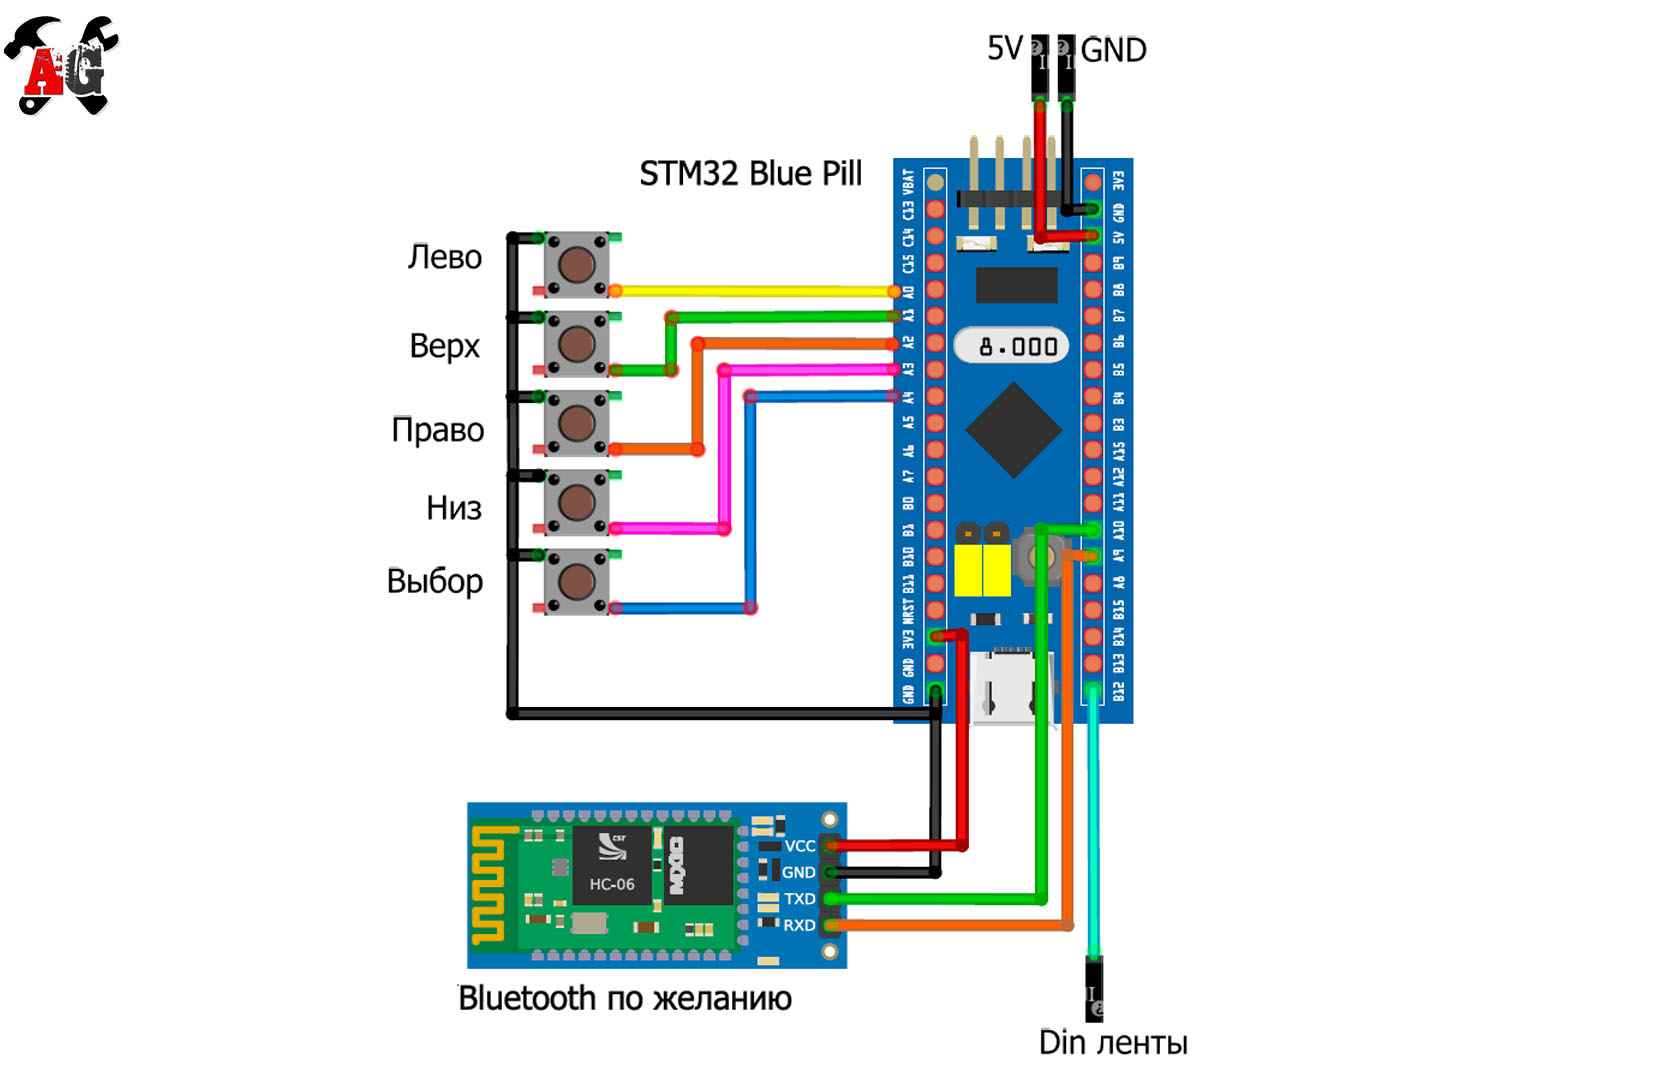 AG
5V
GND
STM32 Blue Pill
Лево
Верх
Право
Низ
Выбор
VBAT
C13
C14
C15
A0
A1
A2
A3
A4
A5
A6
A7
B0
B1
B10
B11
NRST
3V3
GND
GND
3V3
GND
5V
B9
B8
B7
B6
B5
B4
B3
A15
A12
A11
A10
A9
A8
B15
B14
B13
B12
8.000
csr
HC-06
MXIC
VCC
GND
TXD
RXD
Bluetooth по желанию
Din ленты